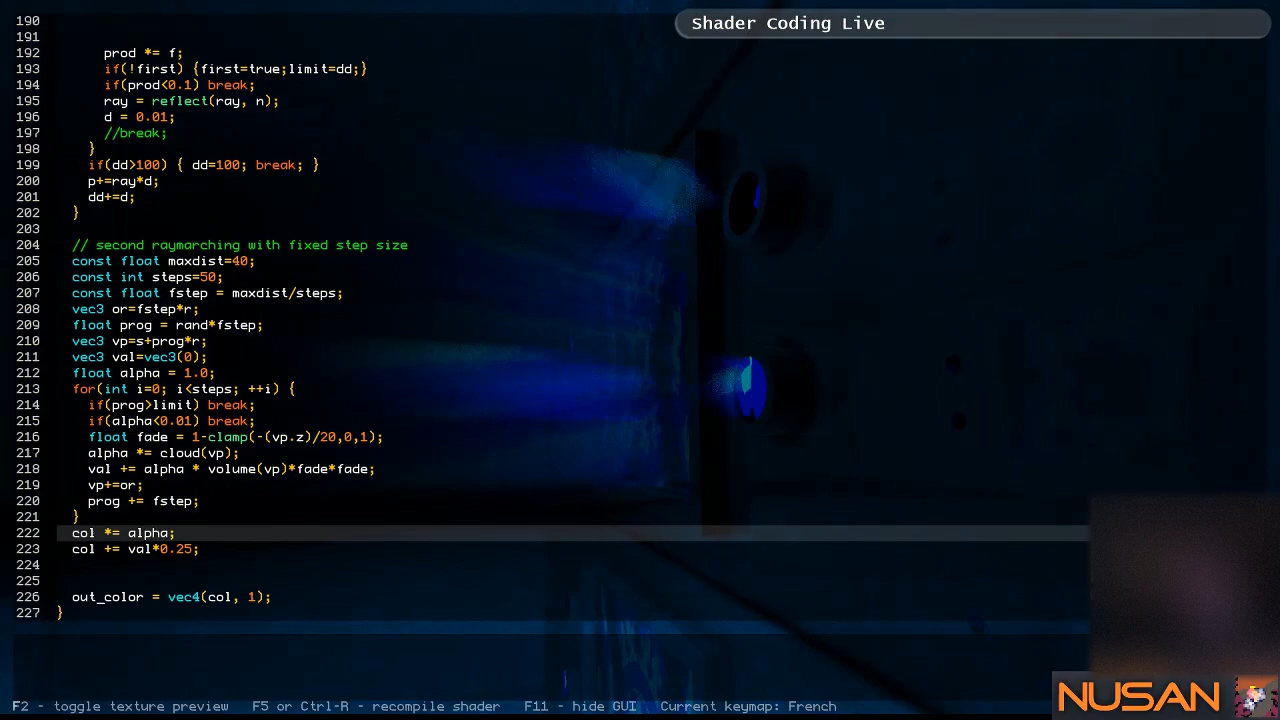 Shader Coding Live
190
191
192 prod *= f;
193 if(!first) {first=true;limit=dd;}
194 if(prod<0.1) break;
195 ray = reflect(ray, n);
196 d = 0.01;
197 //break;
198 }
199 if(dd>100) { dd=100; break; }
200 p+=ray*d;
201 dd+=d;
202 }
203
204 // second raymarching with fixed step size
205 const float maxdist=40;
206 const int steps=50;
207 const float fstep = maxdist/steps;
208 vec3 or=fstep*r;
209 float prog = rand*fstep;
210 vec3 vp=s+prog*r;
211 vec3 val=vec3(0);
212 float alpha = 1.0;
213 for(int i=0; i<steps; ++i) {
214 if(prog>limit) break;
215 if(alpha<0.01) break;
216 float fade = 1-clamp(-(vp.z)/20,0,1);
217 alpha *= cloud(vp);
218 val += alpha * volume(vp)*fade*fade;
219 vp+=or;
220 prog += fstep;
221 }
222 col *= alpha;
223 col += val*0.25;
224
225
226 out_color = vec4(col, 1);
227 }
F2 - toggle texture preview F5 or Ctrl-R - recompile shader F11 - hide GUI Current keymap: French
NUSAN